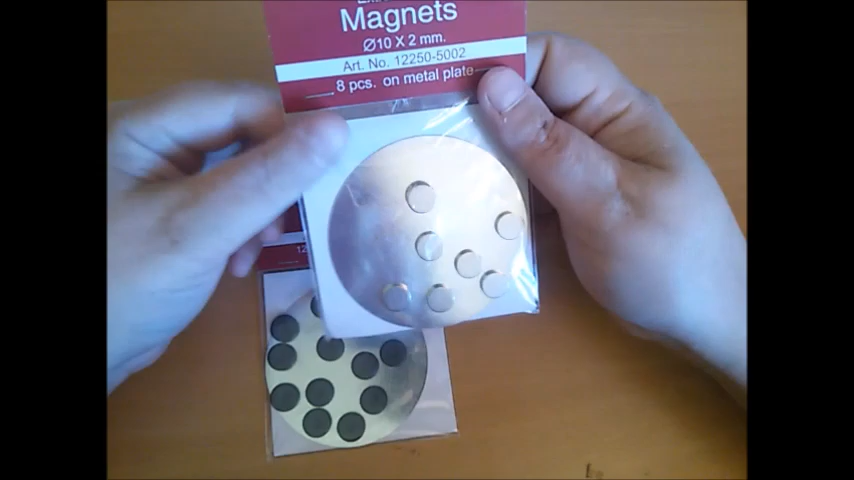 Magnets
Ø10 X 2 mm.
Art. No. 12250-5002
8 pcs. on metal plate